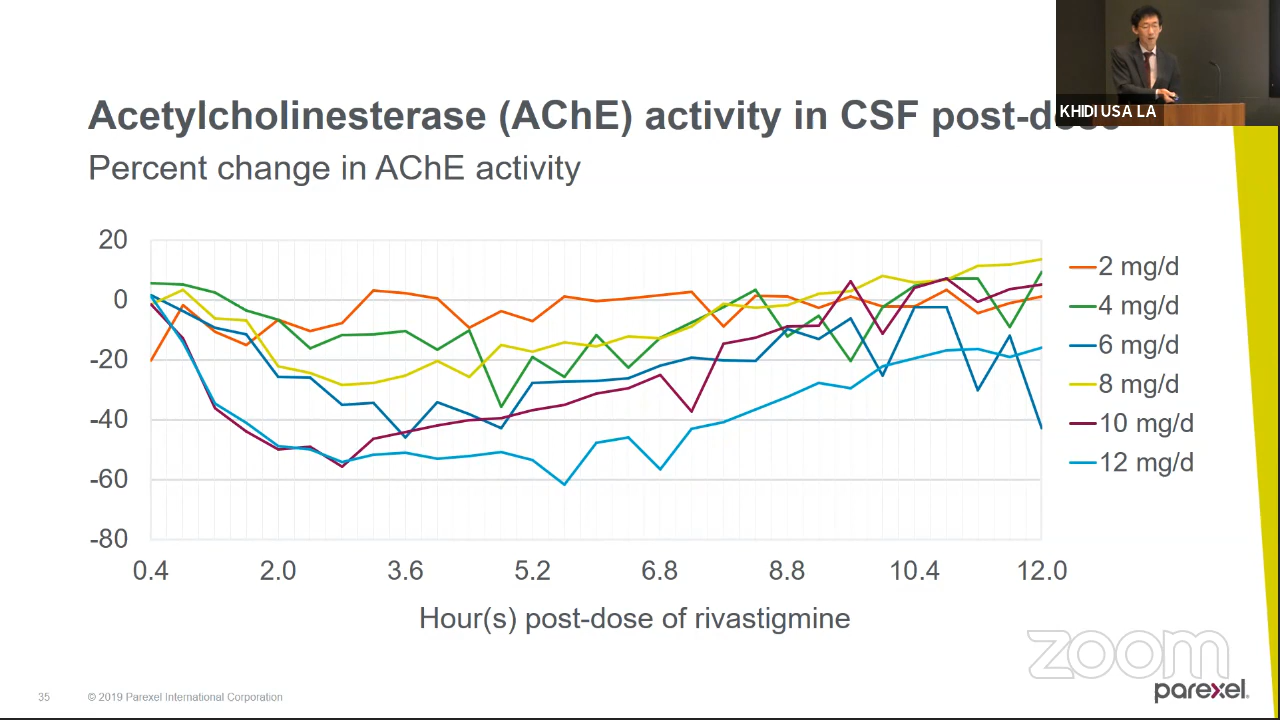 KHIDI USA LA
Acetylcholinesterase (AChE) activity in CSF post-dose
Percent change in AChE activity
20
0
-20
-40
-60
-80
0.4 2.0 3.6 5.2 6.8 8.8 10.4 12.0
Hour(s) post-dose of rivastigmine
2 mg/d
4 mg/d
6 mg/d
8 mg/d
10 mg/d
12 mg/d
zoom
parexel.
35 © 2019 Parexel International Corporation